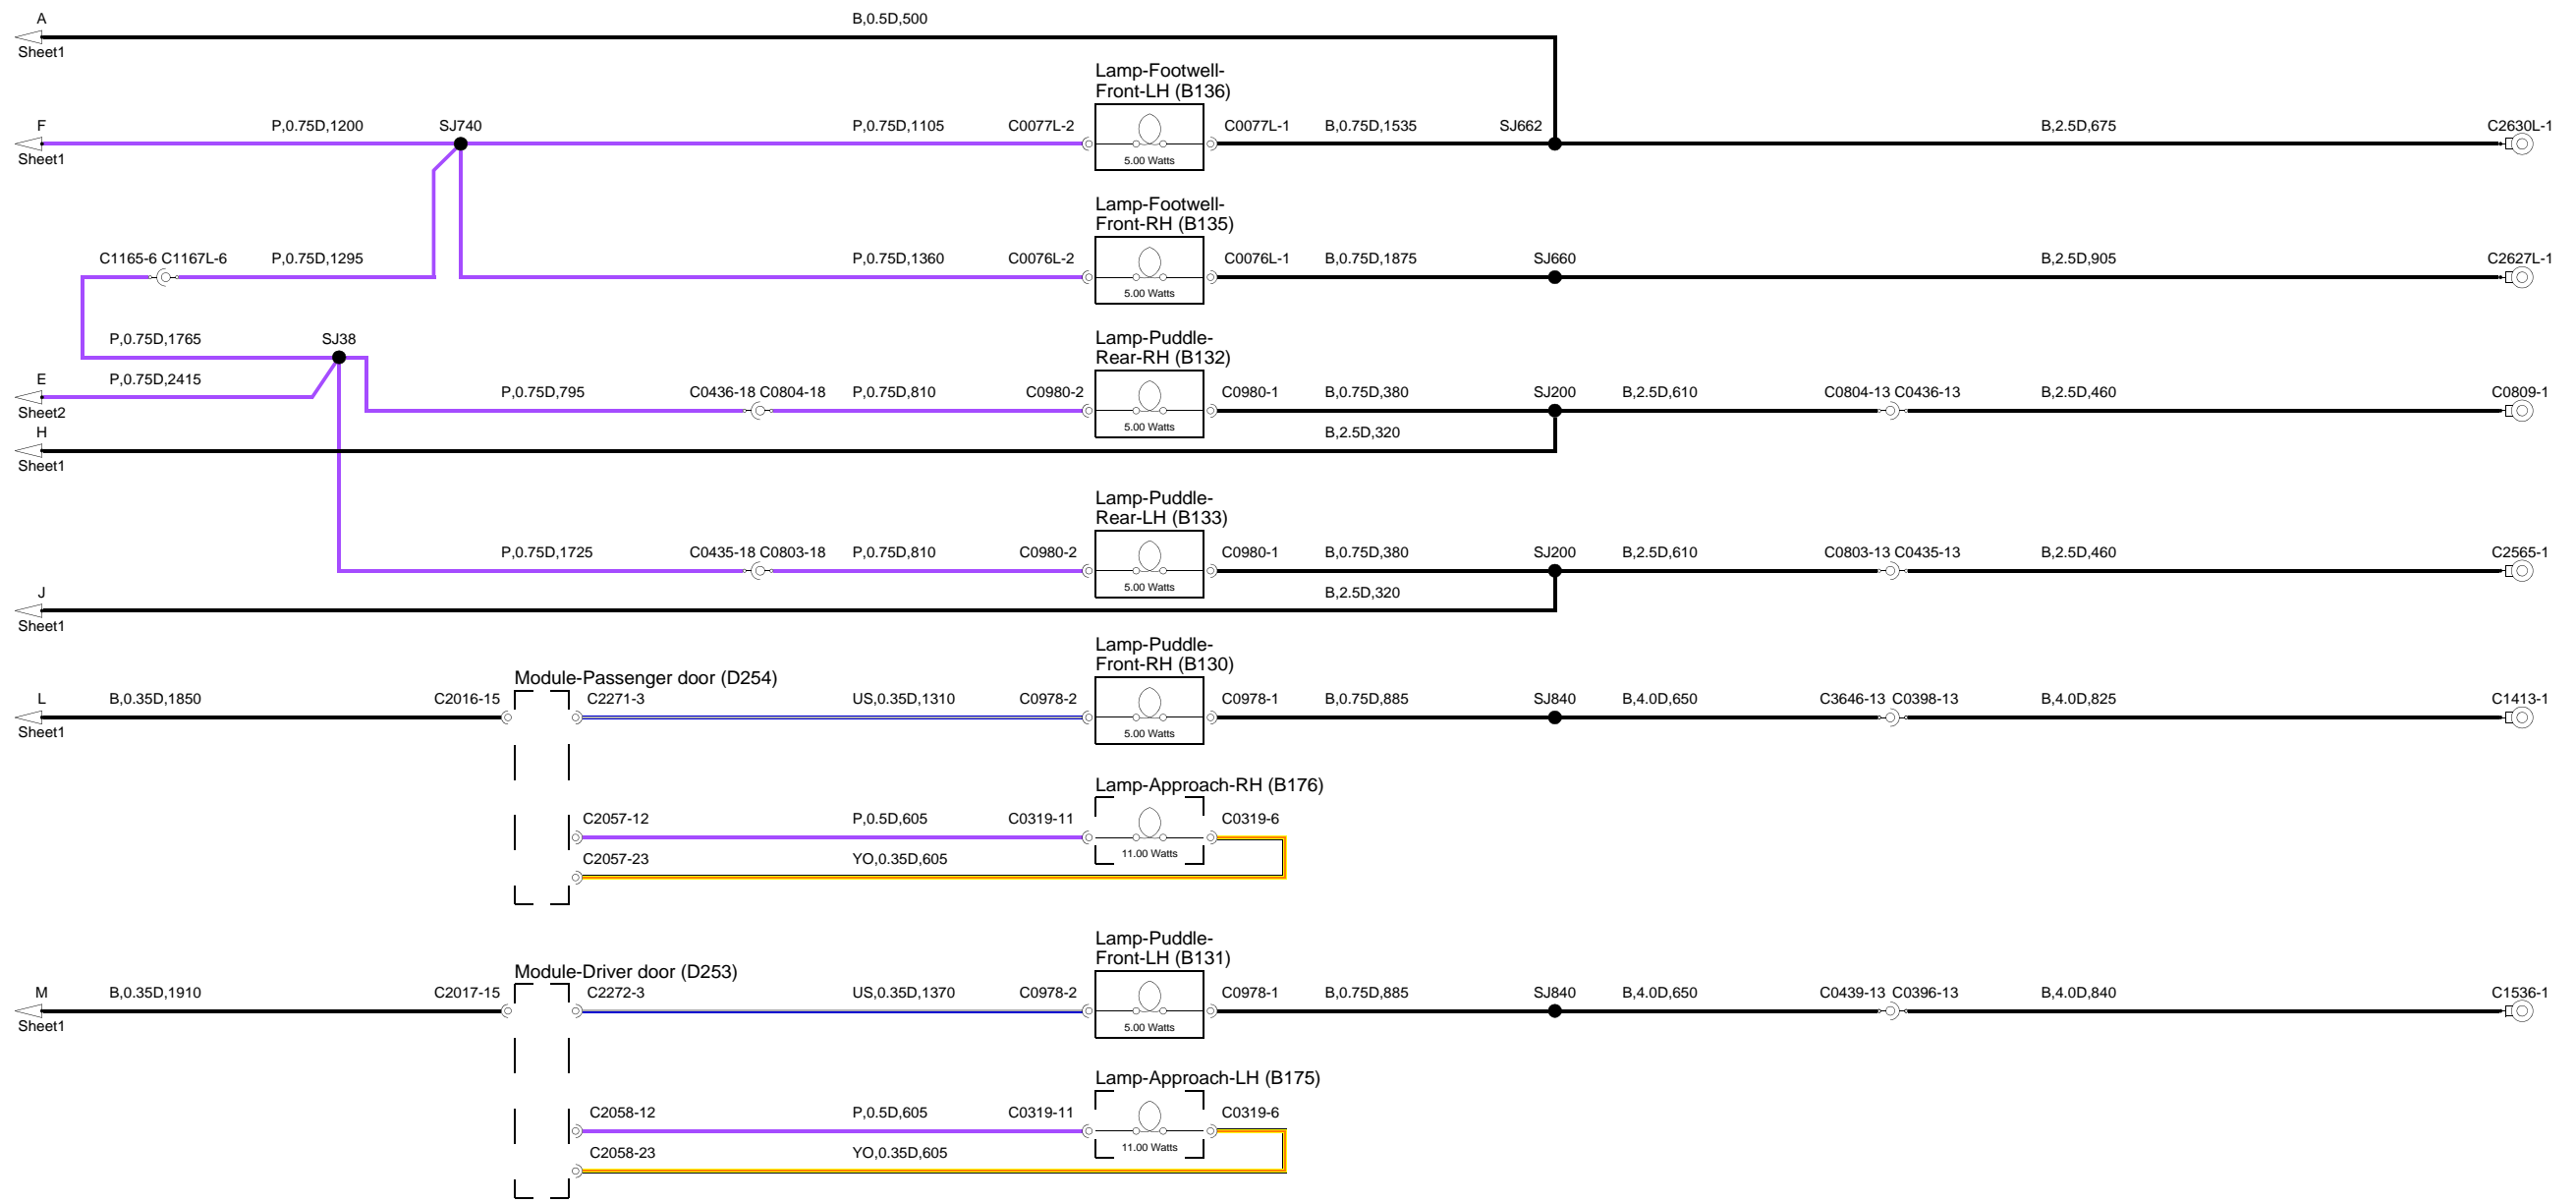 A
B,0.5D,500
Sheet1
Lamp-Footwell-
Front-LH (B136)
F
P,0.75D,1200
SJ740
P,0.75D,1105
C0077L-2
C0077L-1
B,0.75D,1535
SJ662
B,2.5D,675
C2630L-1
Sheet1
5.00 Watts
Lamp-Footwell-
Front-RH (B135)
C1165-6 C1167L-6
P,0.75D,1295
P,0.75D,1360
C0076L-2
C0076L-1
B,0.75D,1875
SJ660
B,2.5D,905
C2627L-1
5.00 Watts
Lamp-Puddle-
Rear-RH (B132)
P,0.75D,1765
SJ38
E
P,0.75D,2415
Sheet2
P,0.75D,795
C0436-18 C0804-18
P,0.75D,810
C0980-2
C0980-1
B,0.75D,380
SJ200
B,2.5D,610
C0804-13 C0436-13
B,2.5D,460
C0809-1
5.00 Watts
H
B,2.5D,320
Sheet1
Lamp-Puddle-
Rear-LH (B133)
P,0.75D,1725
C0435-18 C0803-18
P,0.75D,810
C0980-2
C0980-1
B,0.75D,380
SJ200
B,2.5D,610
C0803-13 C0435-13
B,2.5D,460
C2565-1
5.00 Watts
J
B,2.5D,320
Sheet1
Lamp-Puddle-
Front-RH (B130)
Module-Passenger door (D254)
L
B,0.35D,1850
C2016-15
C2271-3
US,0.35D,1310
C0978-2
C0978-1
B,0.75D,885
SJ840
B,4.0D,650
C3646-13 C0398-13
B,4.0D,825
C1413-1
Sheet1
5.00 Watts
Lamp-Approach-RH (B176)
C2057-12
P,0.5D,605
C0319-11
C0319-6
11.00 Watts
C2057-23
YO,0.35D,605
Lamp-Puddle-
Front-LH (B131)
Module-Driver door (D253)
M
B,0.35D,1910
C2017-15
C2272-3
US,0.35D,1370
C0978-2
C0978-1
B,0.75D,885
SJ840
B,4.0D,650
C0439-13 C0396-13
B,4.0D,840
C1536-1
Sheet1
5.00 Watts
Lamp-Approach-LH (B175)
C2058-12
P,0.5D,605
C0319-11
C0319-6
11.00 Watts
C2058-23
YO,0.35D,605